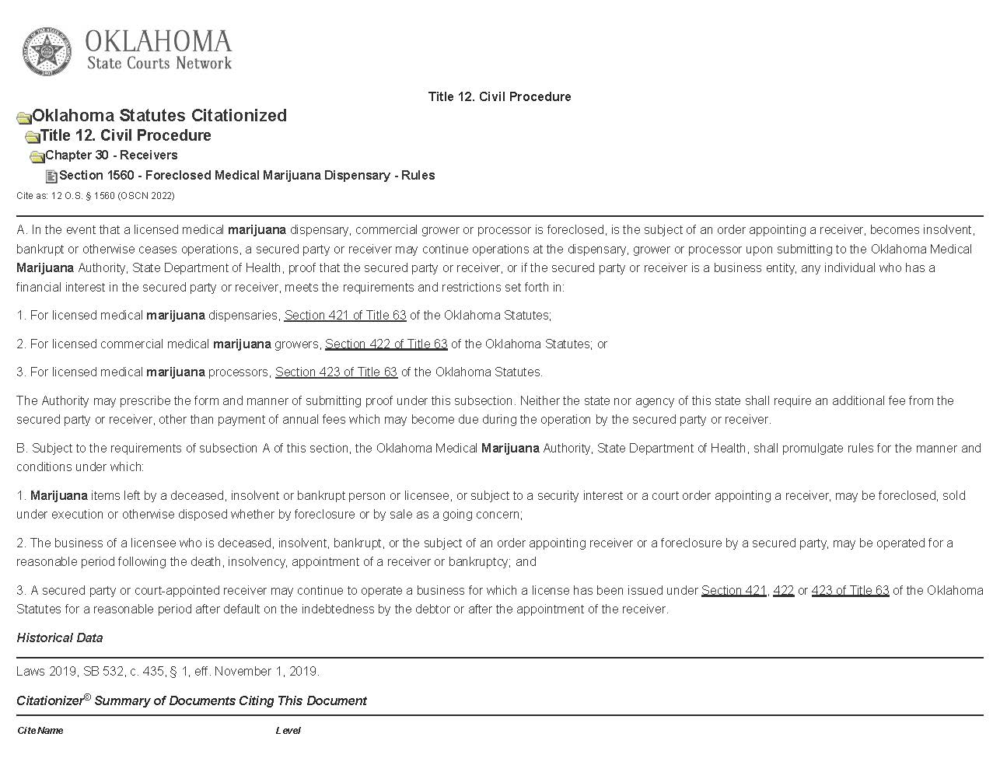 OKLAHOMA
State Courts Network
Title 12. Civil Procedure
Oklahoma Statutes Citationized
Title 12. Civil Procedure
Chapter 30 - Receivers
Section 1560 - Foreclosed Medical Marijuana Dispensary - Rules
Cite as: 12 O.S. § 1560 (OSCN 2022)
A. In the event that a licensed medical marijuana dispensary, commercial grower or processor is foreclosed, is the subject of an order appointing a receiver, becomes insolvent,
bankrupt or otherwise ceases operations, a secured party or receiver may continue operations at the dispensary, grower or processor upon submitting to the Oklahoma Medical
Marijuana Authority, State Department of Health, proof that the secured party or receiver, or if the secured party or receiver is a business entity, any individual who has a
financial interest in the secured party or receiver, meets the requirements and restrictions set forth in:
1. For licensed medical marijuana dispensaries, Section 421 of Title 63 of the Oklahoma Statutes;
2. For licensed commercial medical marijuana growers, Section 422 of Title 63 of the Oklahoma Statutes; or
3. For licensed medical marijuana processors, Section 423 of Title 63 of the Oklahoma Statutes.
The Authority may prescribe the form and manner of submitting proof under this subsection. Neither the state nor agency of this state shall require an additional fee from the
secured party or receiver, other than payment of annual fees which may become due during the operation by the secured party or receiver.
B. Subject to the requirements of subsection A of this section, the Oklahoma Medical Marijuana Authority, State Department of Health, shall promulgate rules for the manner and
conditions under which:
1. Marijuana items left by a deceased, insolvent or bankrupt person or licensee, or subject to a security interest or a court order appointing a receiver, may be foreclosed, sold
under execution or otherwise disposed whether by foreclosure or by sale as a going concern;
2. The business of a licensee who is deceased, insolvent, bankrupt, or the subject of an order appointing receiver or a foreclosure by a secured party, may be operated for a
reasonable period following the death, insolvency, appointment of a receiver or bankruptcy; and
3. A secured party or court-appointed receiver may continue to operate a business for which a license has been issued under Section 421, 422 or 423 of Title 63 of the Oklahoma
Statutes for a reasonable period after default on the indebtedness by the debtor or after the appointment of the receiver.
Historical Data
Laws 2019, SB 532, c. 435, § 1, eff. November 1, 2019.
Citationizer© Summary of Documents Citing This Document
Cite Name Level